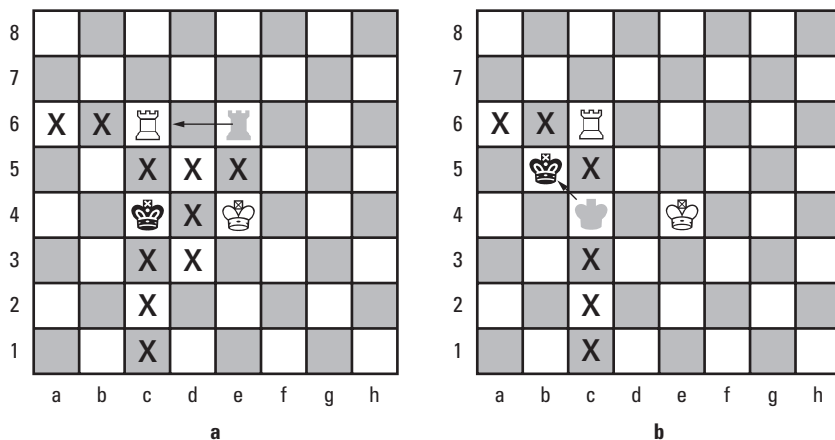 8
7
6 X X
5 X X X
4 X
3 X X
2 X
1 X
a b c d e f g h
a
8
7
6 X X
5 X
4
3 X
2 X
1 X
a b c d e f g h
b